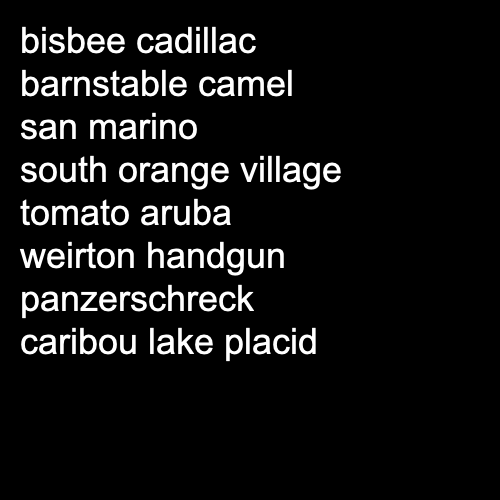 bisbee cadillac
barnstable camel
san marino
south orange village
tomato aruba
weirton handgun
panzerschreck
caribou lake placid